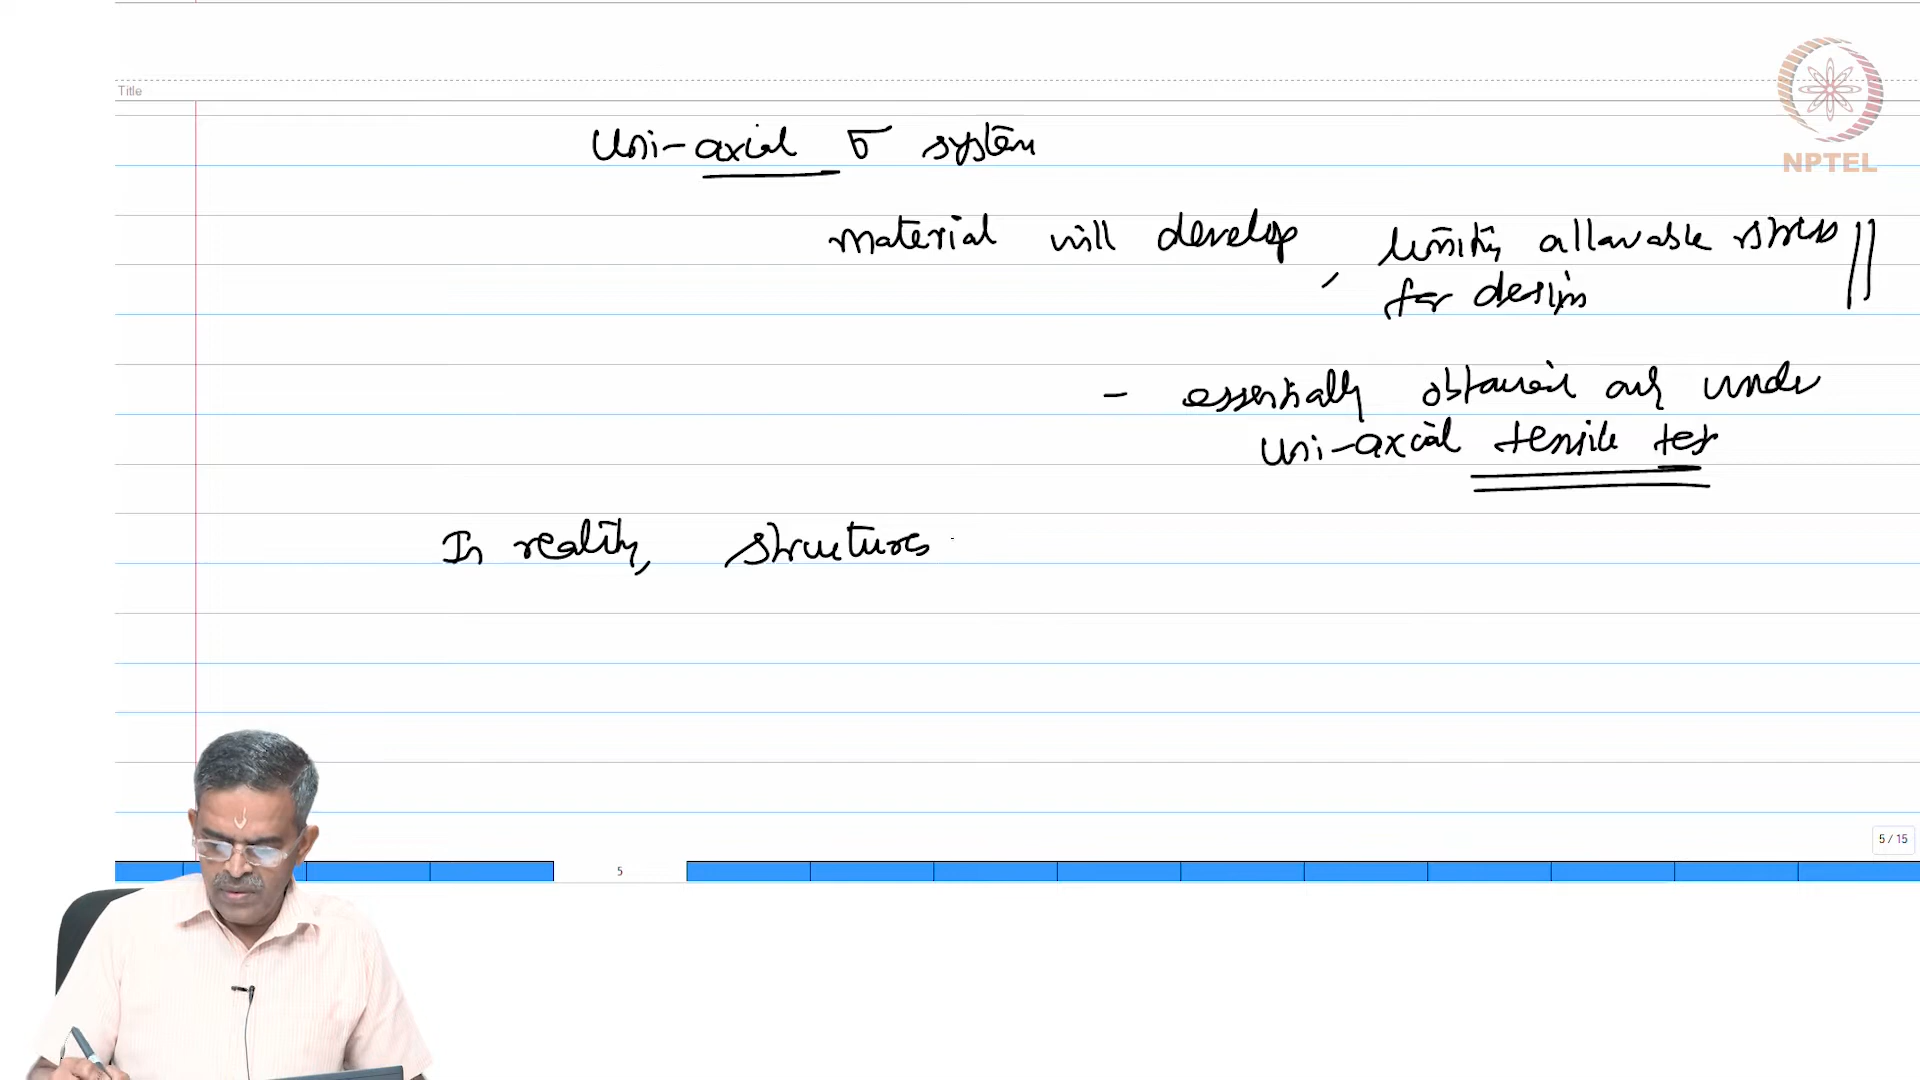 Title
NPTEL
Uni-axial σ system
material will develop, limiting allowable stress
for design
- essentially obtained only under
uni-axial tensile test
In reality, structures
5 / 15
5